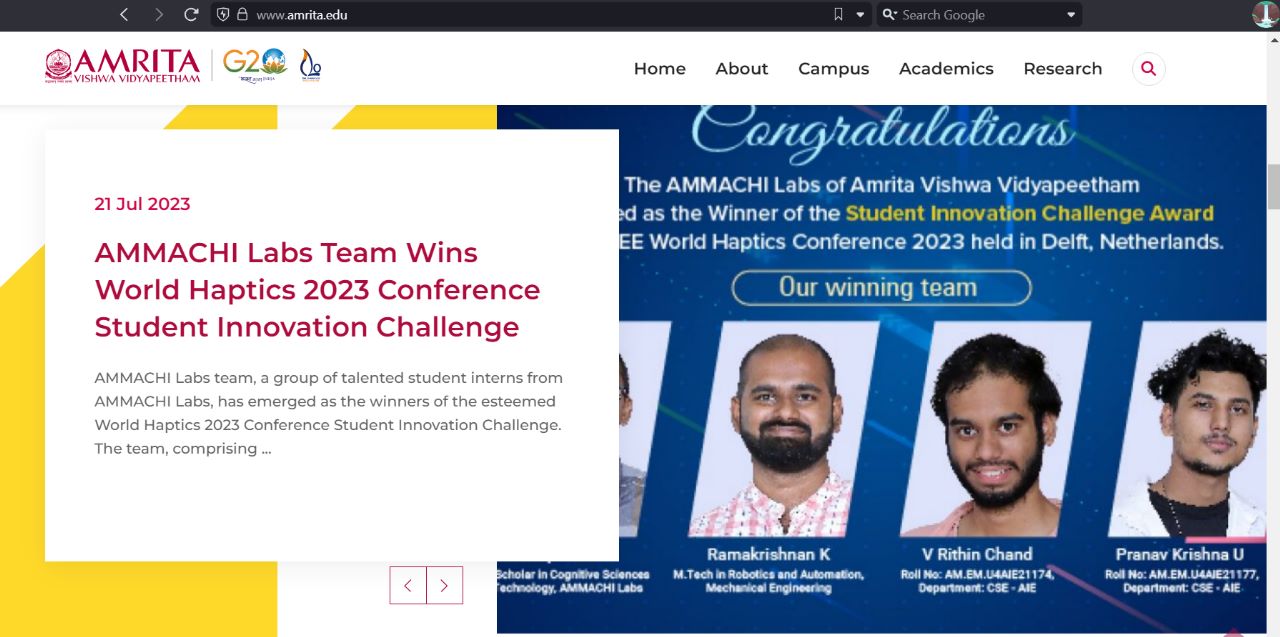 www.amrita.edu
Search Google
AMRITA
VISHWA VIDYAPEETHAM
G20
Home
About
Campus
Academics
Research
21 Jul 2023
AMMACHI Labs Team Wins
World Haptics 2023 Conference
Student Innovation Challenge
AMMACHI Labs team, a group of talented student interns from
AMMACHI Labs, has emerged as the winners of the esteemed
World Haptics 2023 Conference Student Innovation Challenge.
The team, comprising ...
Congratulations
The AMMACHI Labs of Amrita Vishwa Vidyapeetham
ed as the Winner of the Student Innovation Challenge Award
EE World Haptics Conference 2023 held in Delft, Netherlands.
Our winning team
Scholar in Cognitive Sciences
echnology, AMMACHI Labs
Ramakrishnan K
M.Tech in Robotics and Automation,
Mechanical Engineering
V Rithin Chand
Roll No: AM.EM.U4AIE21174,
Department: CSE - AIE
Pranav Krishna U
Roll No: AM.EM.U4AIE21177,
Department: CSE - AIE